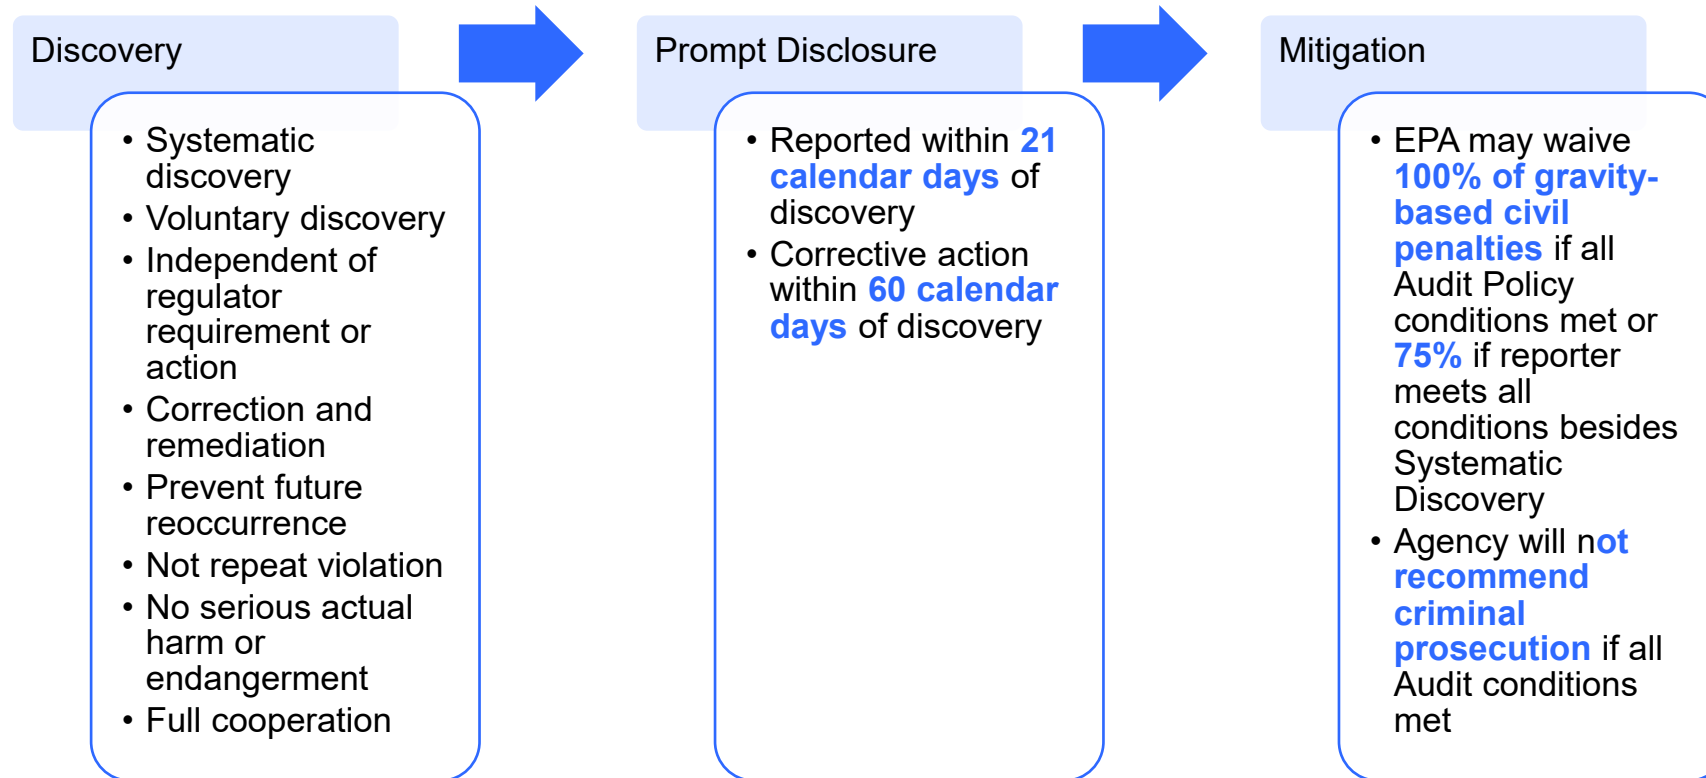 Discovery
• Systematic
discovery
• Voluntary discovery
• Independent of
regulator
requirement or
action
• Correction and
remediation
• Prevent future
reoccurrence
• Not repeat violation
• No serious actual
harm or
endangerment
• Full cooperation
Prompt Disclosure
• Reported within 21
calendar days of
discovery
• Corrective action
within 60 calendar
days of discovery
Mitigation
• EPA may waive
100% of gravity-
based civil
penalties if all
Audit Policy
conditions met or
75% if reporter
meets all
conditions besides
Systematic
Discovery
• Agency will not
recommend
criminal
prosecution if all
Audit conditions
met